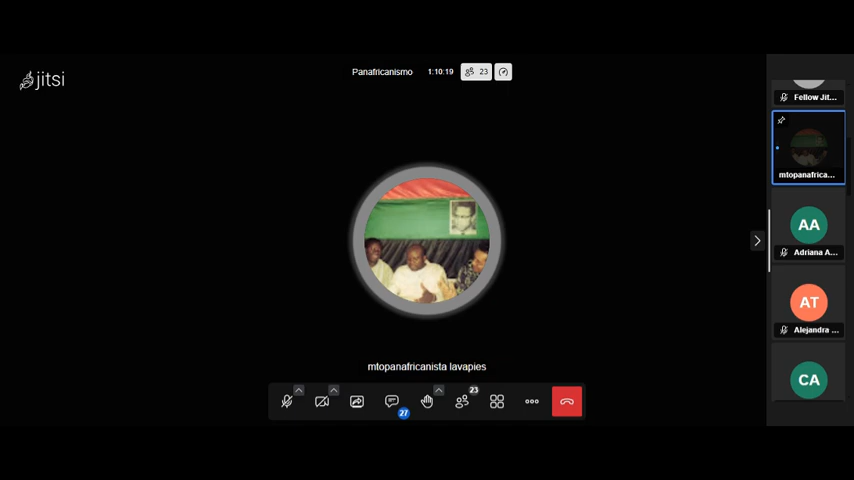 jitsi
Panafricanismo 1:10:19 23
Fellow Jit...
mtopanafrica...
AA
Adriana A...
AT
Alejandra ...
CA
mtopanafricanista lavapies
23
27